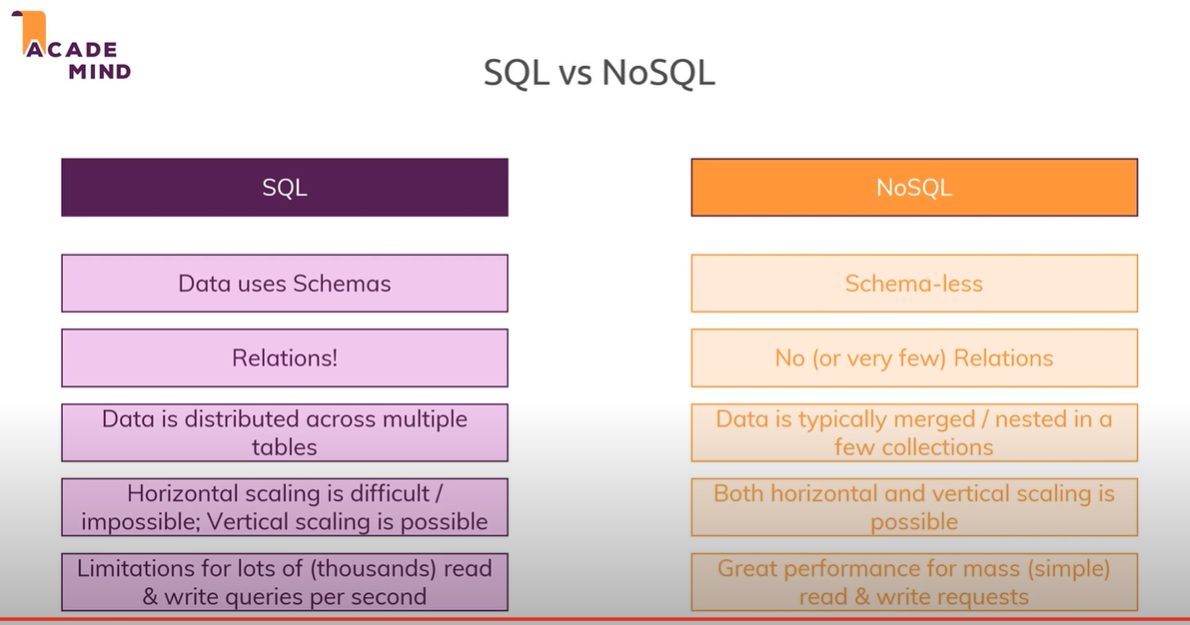 ACADE
MIND
SQL vs NoSQL
SQL
NoSQL
Data uses Schemas
Schema-less
Relations!
No (or very few) Relations
Data is distributed across multiple
tables
Data is typically merged / nested in a
few collections
Horizontal scaling is difficult /
impossible; Vertical scaling is possible
Both horizontal and vertical scaling is
possible
Limitations for lots of (thousands) read
& write queries per second
Great performance for mass (simple)
read & write requests